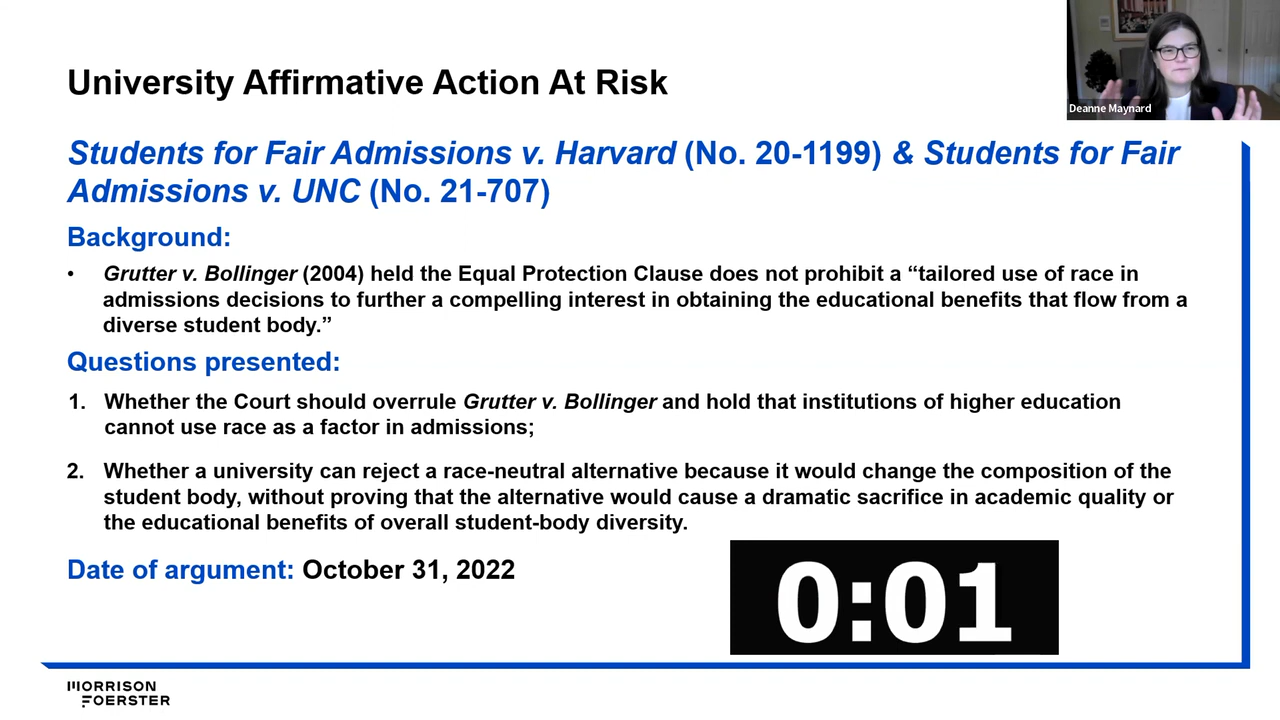 University Affirmative Action At Risk
Deanne Maynard
Students for Fair Admissions v. Harvard (No. 20-1199) & Students for Fair
Admissions v. UNC (No. 21-707)
Background:
• Grutter v. Bollinger (2004) held the Equal Protection Clause does not prohibit a “tailored use of race in
admissions decisions to further a compelling interest in obtaining the educational benefits that flow from a
diverse student body.”
Questions presented:
1. Whether the Court should overrule Grutter v. Bollinger and hold that institutions of higher education
cannot use race as a factor in admissions;
2. Whether a university can reject a race-neutral alternative because it would change the composition of the
student body, without proving that the alternative would cause a dramatic sacrifice in academic quality or
the educational benefits of overall student-body diversity.
Date of argument: October 31, 2022
0:01
MORRISON
FOERSTER